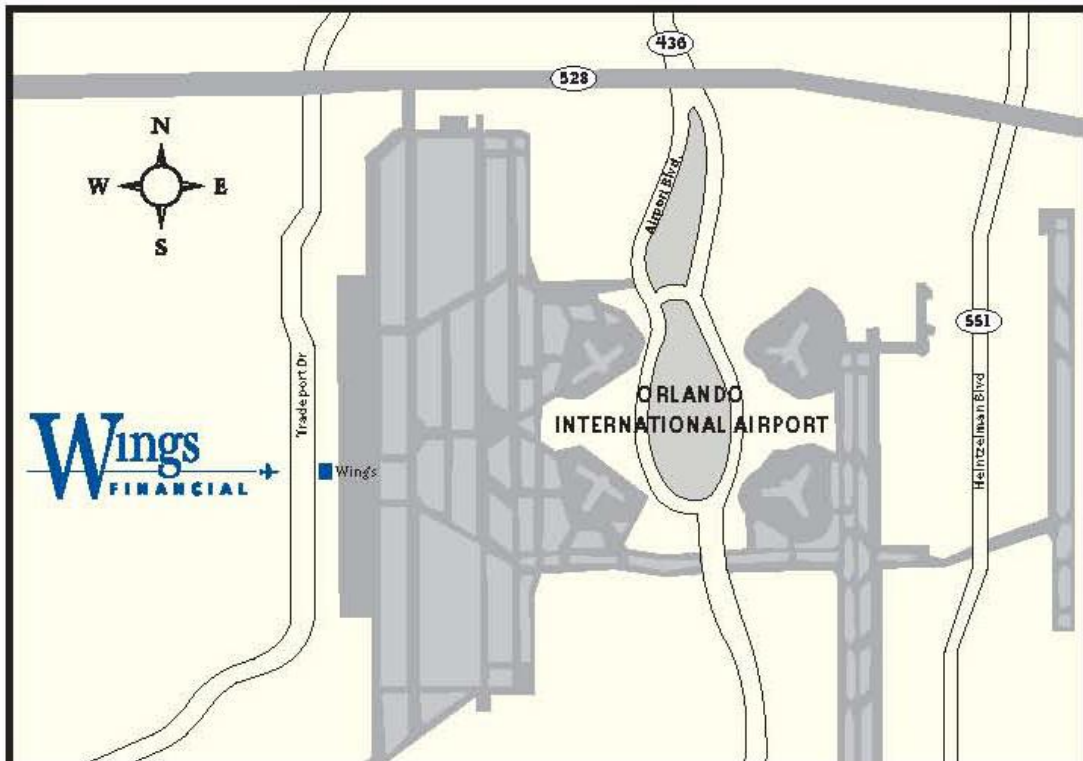 436
528
N
W E
S
Airport Blvd.
551
Tradeport Dr
ORLANDO
INTERNATIONAL AIRPORT
Heintzelman Blvd
Wings
FINANCIAL
Wings